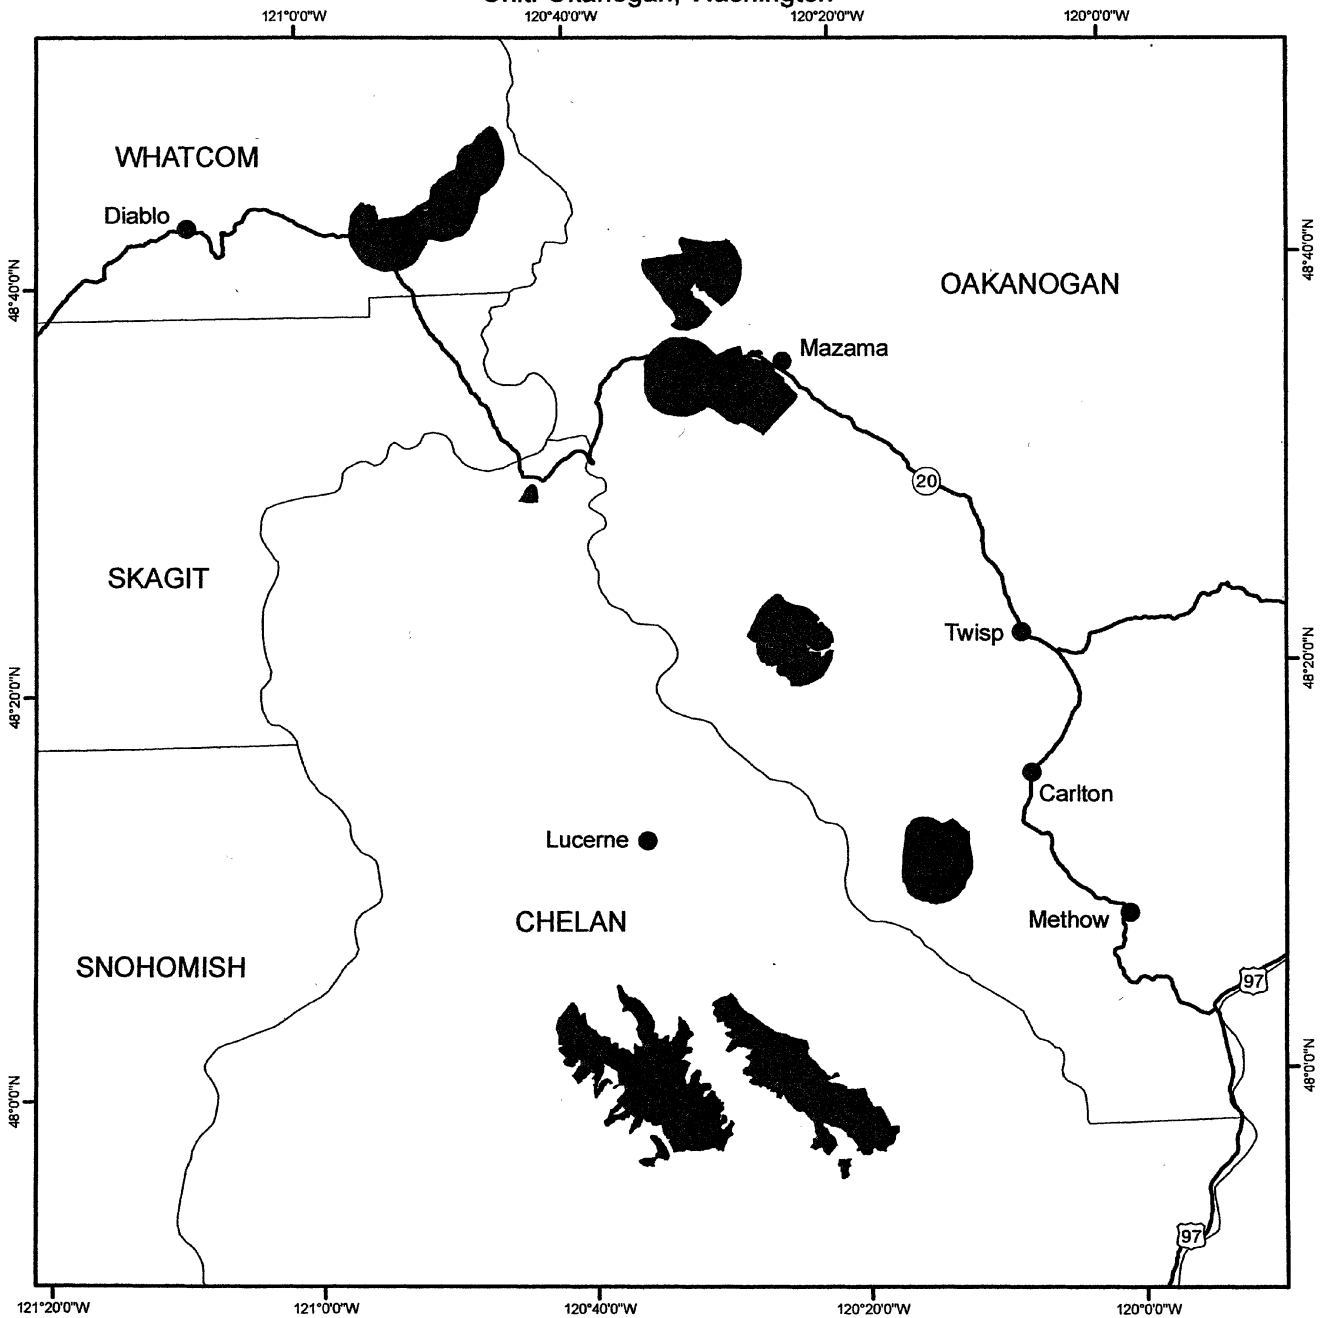 Unit: Okanogan, Washington
121°0'0"W 120°40'0"W 120°20'0"W 120°0'0"W
WHATCOM
Diablo
48°40'0"N
48°40'0"N
OAKANOGAN
Mazama
20
SKAGIT
Twisp
48°20'0"N
48°20'0"N
Carlton
Lucerne
CHELAN
Methow
SNOHOMISH
97
48°0'0"N
48°0'0"N
97
121°20'0"W 121°0'0"W 120°40'0"W 120°20'0"W 120°0'0"W